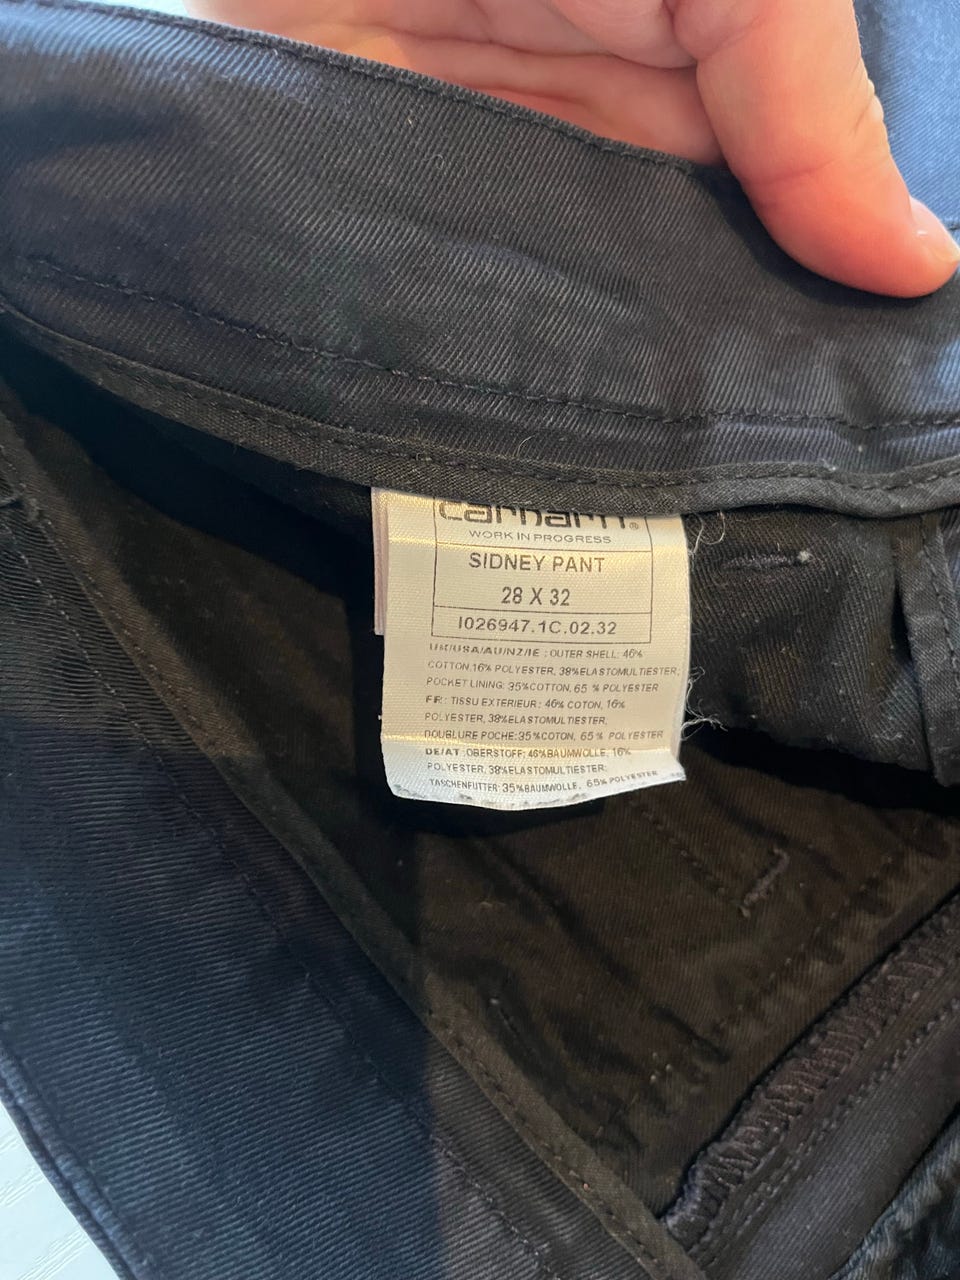 carhartt®
WORK IN PROGRESS
SIDNEY PANT
28 X 32
I026947.1C.02.32
UK/USA/AU/NZ/IE : OUTER SHELL: 46%
COTTON,16% POLYESTER, 38%ELASTOMULTIESTER;
POCKET LINING: 35%COTTON, 65 % POLYESTER
FR: TISSU EXTERIEUR: 46% COTON, 16%
POLYESTER, 38%ELASTOMULTIESTER,
DOUBLURE POCHE:35%COTON, 65 % POLYESTER
DE/AT :OBERSTOFF: 46%BAUMWOLLE, 16%
POLYESTER, 38%ELASTOMULTIESTER;
TASCHENFUTTER: 35%BAUMWOLLE, 65% POLYESTER